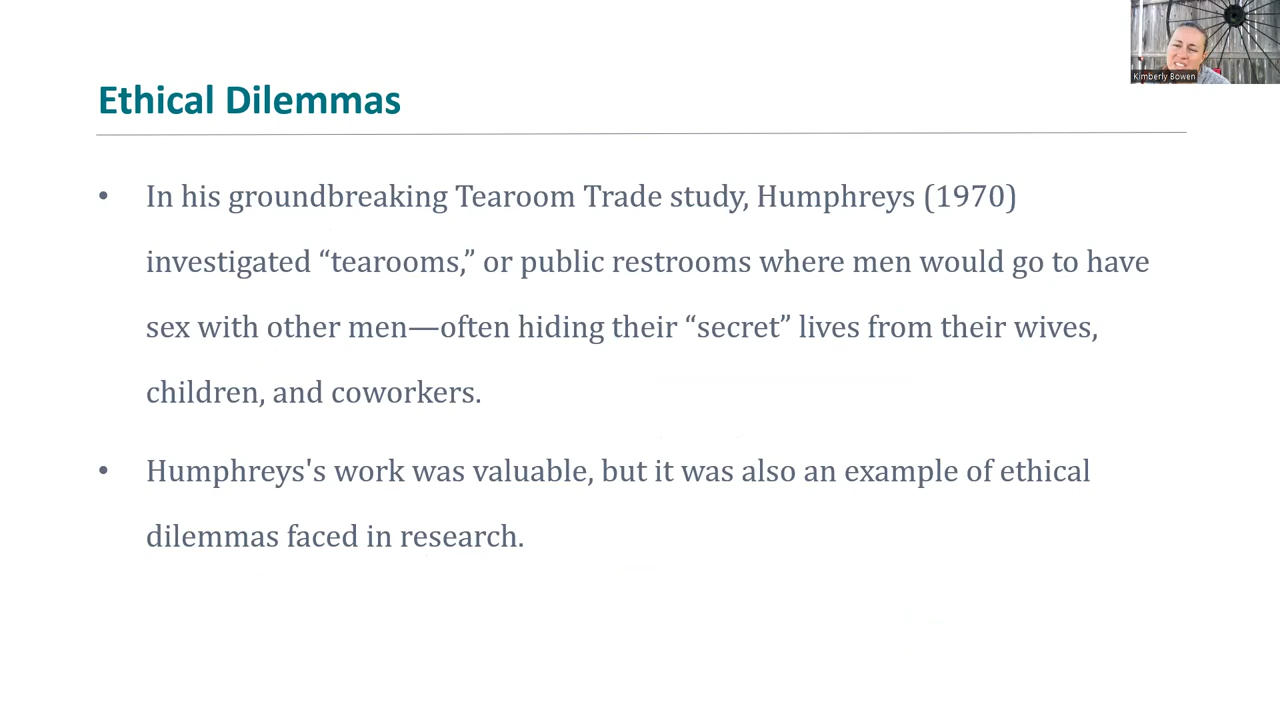 Kimberly Bowen
Ethical Dilemmas
• In his groundbreaking Tearoom Trade study, Humphreys (1970)
investigated “tearooms,” or public restrooms where men would go to have
sex with other men—often hiding their “secret” lives from their wives,
children, and coworkers.
• Humphreys's work was valuable, but it was also an example of ethical
dilemmas faced in research.